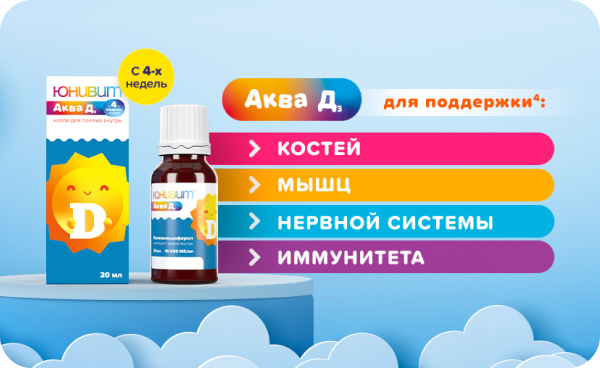 С 4-х
недель
ЮНИВИТ
Аква Д₃
капли для приема внутрь
D
20 мл
ЮНИВИТ
Аква Д₃
Колекальциферол
D
Аква Д₃
для поддержки⁴:
КОСТЕЙ
МЫШЦ
НЕРВНОЙ СИСТЕМЫ
ИММУНИТЕТА